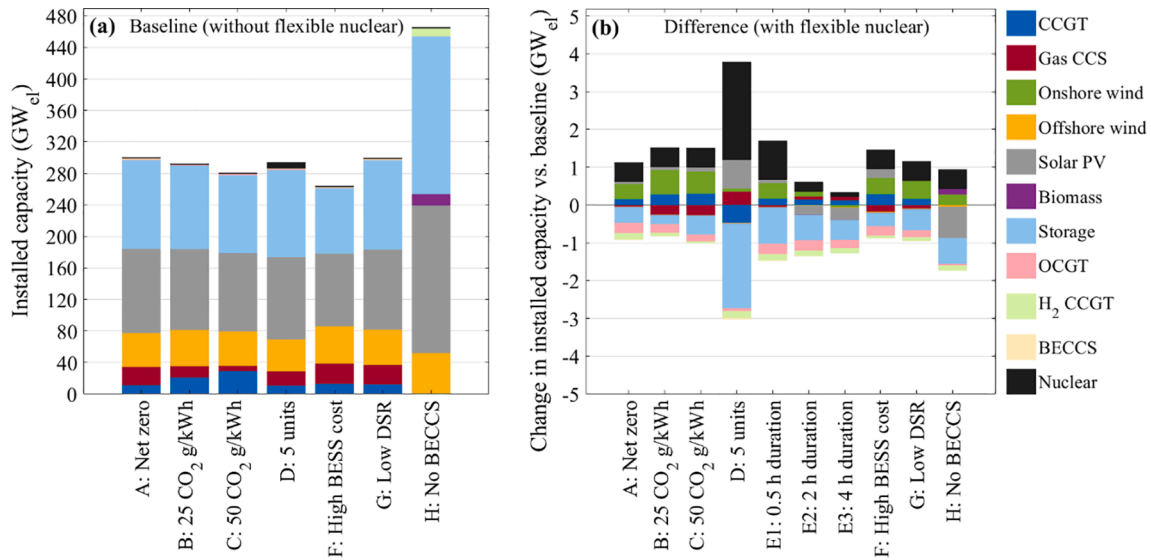 (a) Baseline (without flexible nuclear)
Installed capacity (GWel)
480
440
400
360
320
280
240
200
160
120
80
40
0
A: Net zero
B: 25 CO2 g/kWh
C: 50 CO2 g/kWh
D: 5 units
F: High BESS cost
G: Low DSR
H: No BECCS
(b) Difference (with flexible nuclear)
Change in installed capacity vs. baseline (GWel)
5
4
3
2
1
0
-1
-2
-3
-4
-5
A: Net zero
B: 25 CO2 g/kWh
C: 50 CO2 g/kWh
D: 5 units
E1: 0.5 h duration
E2: 2 h duration
E3: 4 h duration
F: High BESS cost
G: Low DSR
H: No BECCS
CCGT
Gas CCS
Onshore wind
Offshore wind
Solar PV
Biomass
Storage
OCGT
H2 CCGT
BECCS
Nuclear